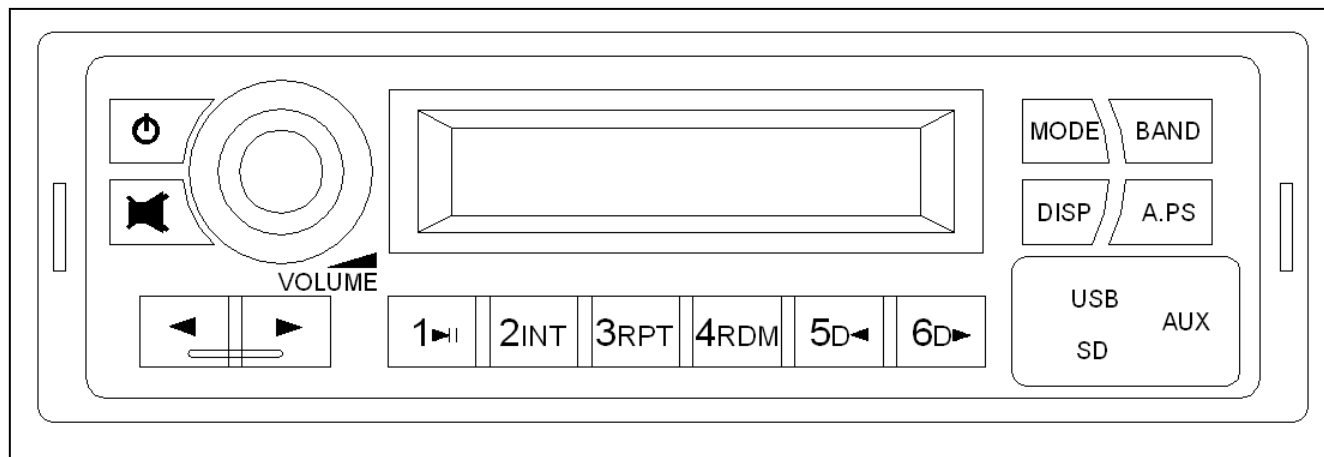 MODE BAND
DISP A.PS
VOLUME
1 2INT 3RPT 4RDM 5D 6D
USB
AUX
SD